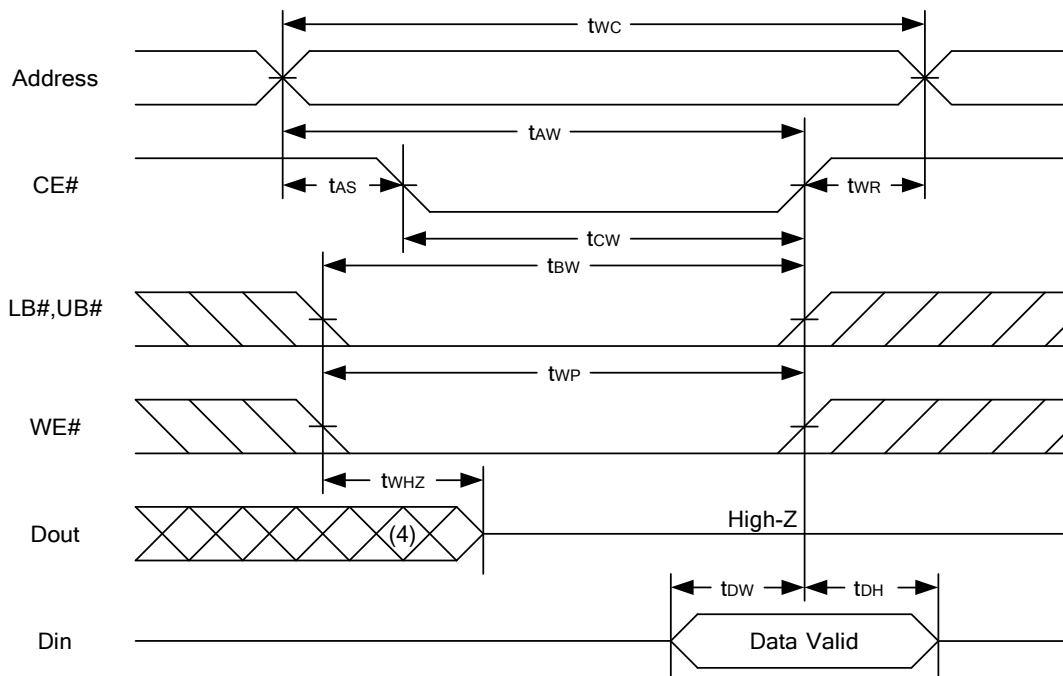 tWC
Address
tAW
CE#
tAS
tWR
tCW
tBW
LB#,UB#
tWP
WE#
tWHZ
Dout
(4)
High-Z
tDW
tDH
Din
Data Valid